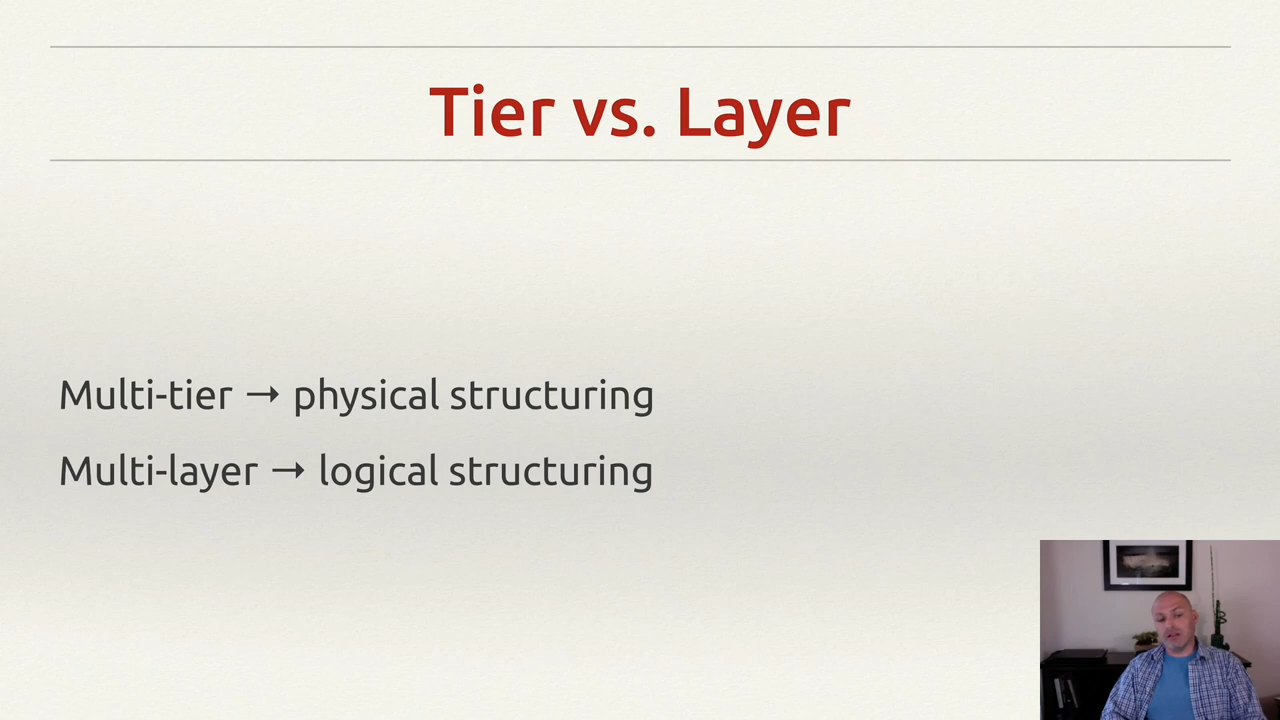 Tier vs. Layer
Multi-tier → physical structuring
Multi-layer → logical structuring